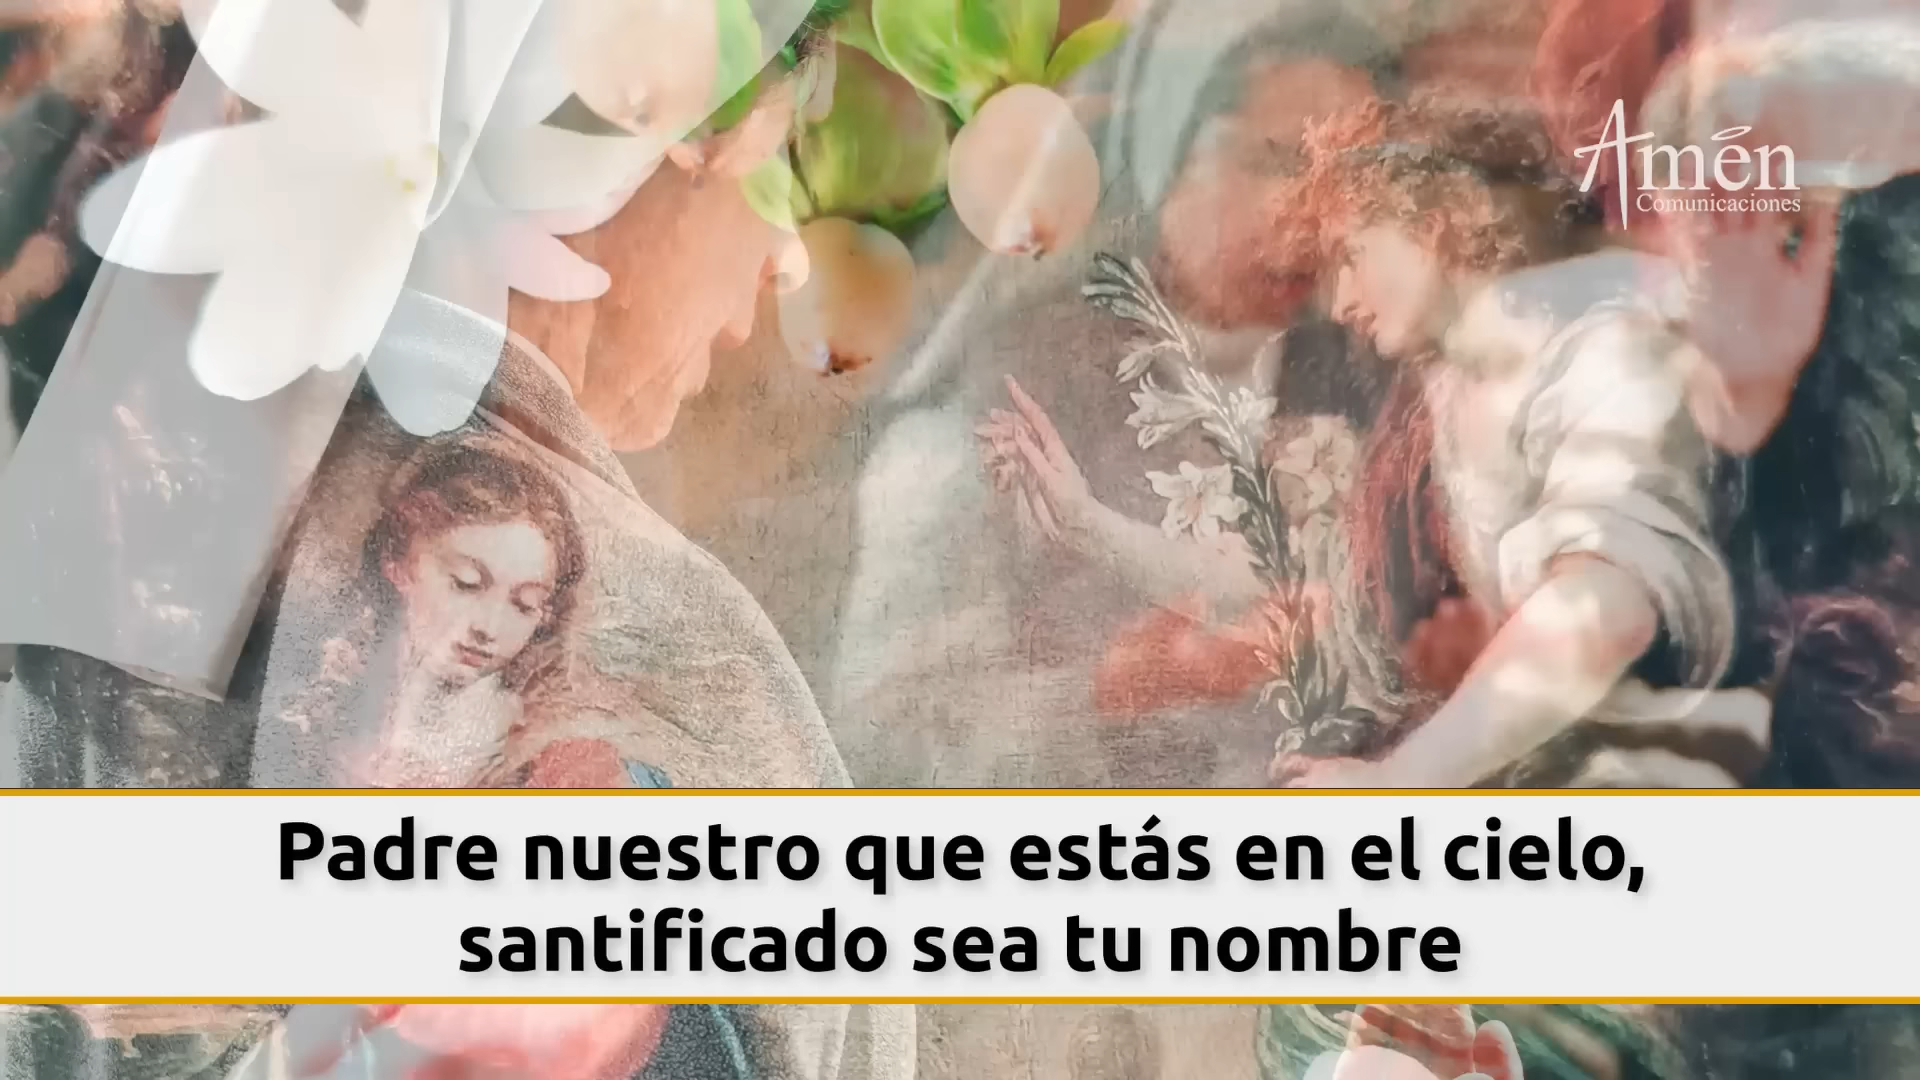 Amén
Comunicaciones
Padre nuestro que estás en el cielo,
santificado sea tu nombre